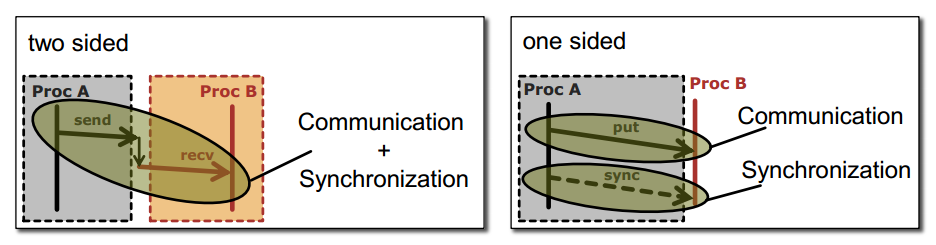 two sided
Proc A
Proc B
send
recv
Communication
+
Synchronization
one sided
Proc A
Proc B
put
sync
Communication
Synchronization